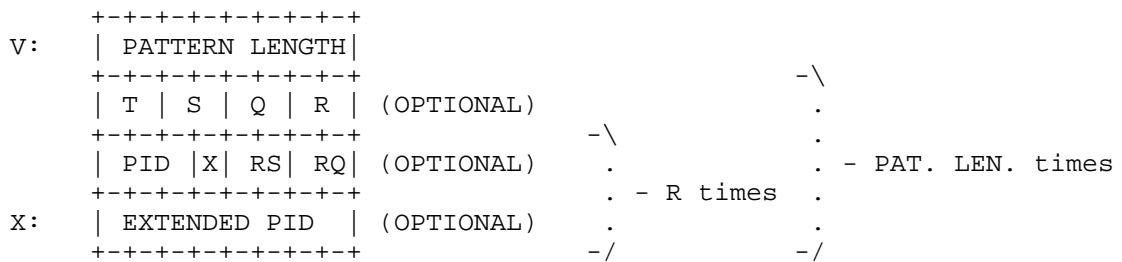 +-+-+-+-+-+-+-+-+
V:   | PATTERN LENGTH|
     +-+-+-+-+-+-+-+-+                           -\
     | T | S | Q | R | (OPTIONAL)                 .
     +-+-+-+-+-+-+-+-+              -\            .
     | PID |X| RS| RQ| (OPTIONAL)    .            . - PAT. LEN. times
     +-+-+-+-+-+-+-+-+               . - R times  .
X:   | EXTENDED PID  | (OPTIONAL)    .            .
     +-+-+-+-+-+-+-+-+              -/           -/